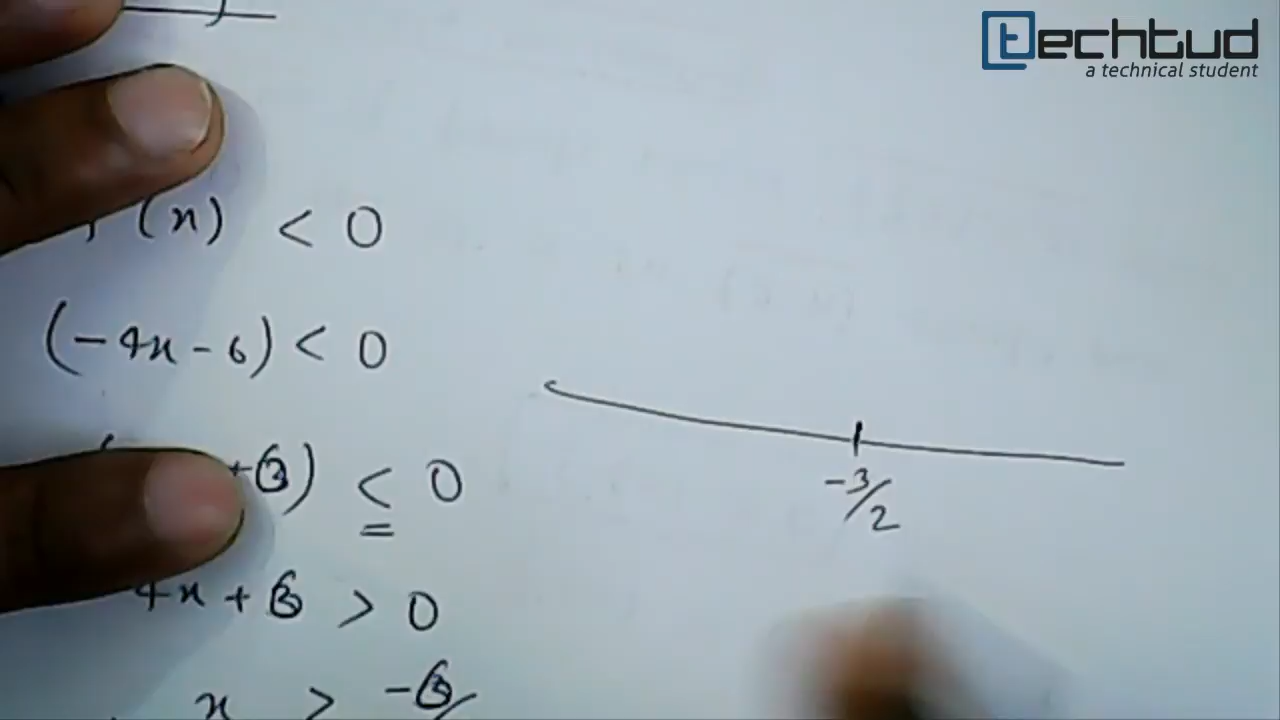 techtud
a technical student
(x) < 0
(-4x - 6) < 0
+6) < 0
4x + 6 > 0
x > -6/
-3/2